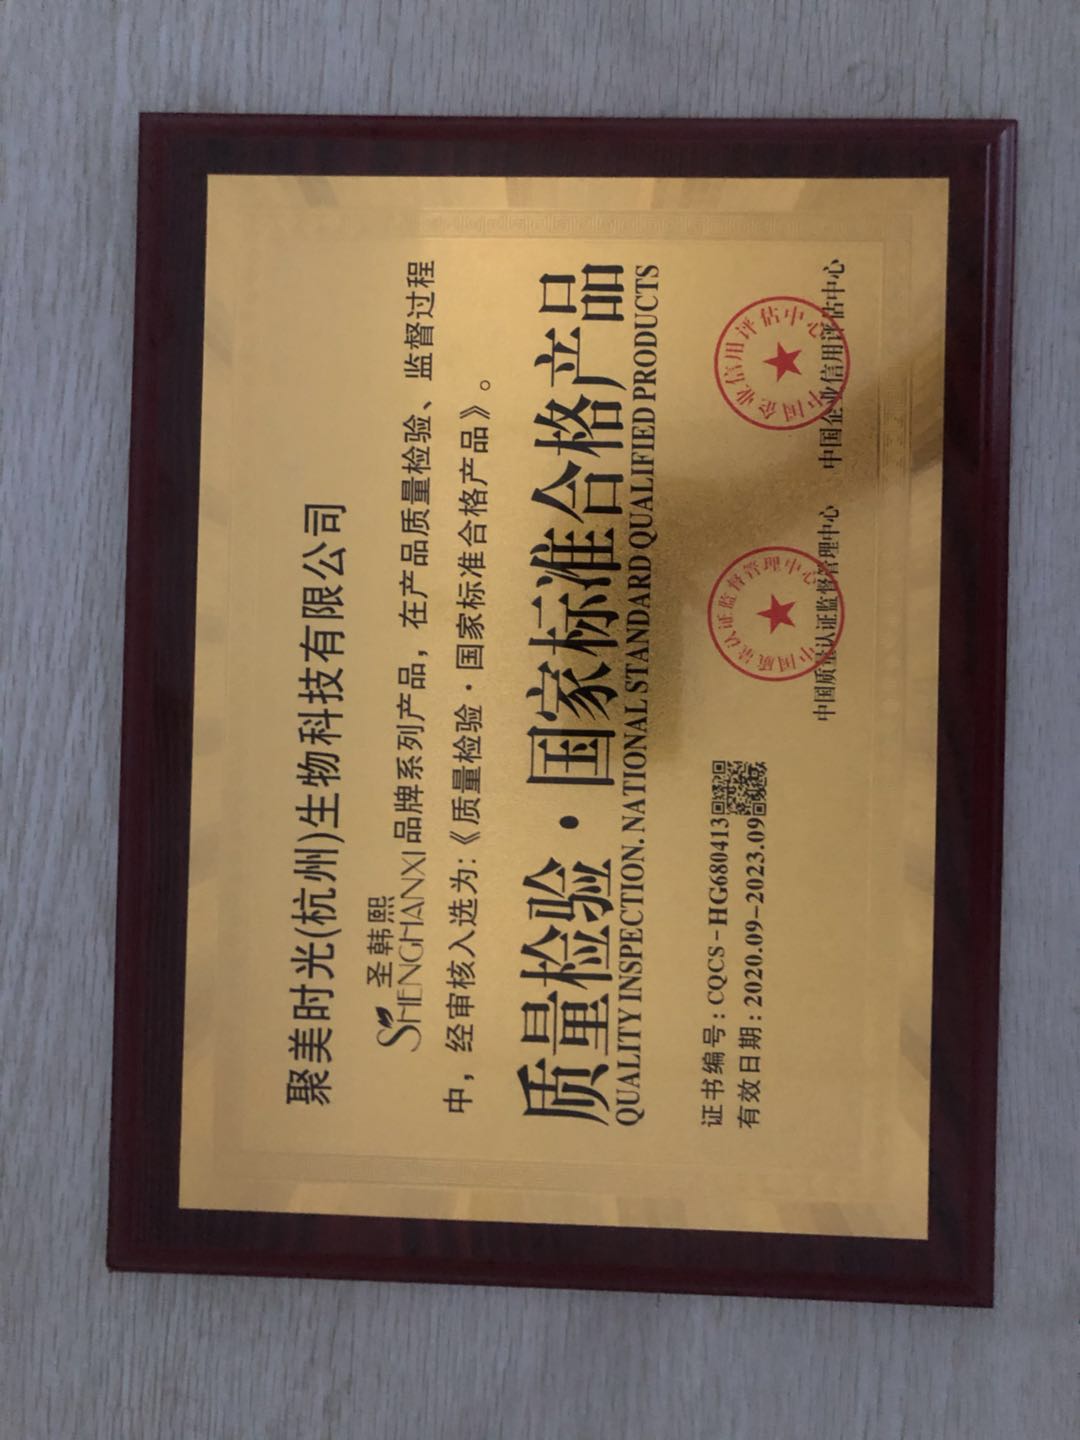 聚美时光(杭州)生物科技有限公司
圣韩熙
SHENGHANXI 品牌系列产品，在产品质量检验、监督过程
中，经审核入选为:《质量检验·国家标准合格产品》。
质量检验·国家标准合格产品
QUALITY INSPECTION. NATIONAL STANDARD QUALIFIED PRODUCTS
证书编号: CQCS-HG680413
有效日期: 2020.09-2023.09
中国质量认证监督管理中心
中国企业信用评估中心
中国质量认证监督管理中心
中国企业信用评估中心